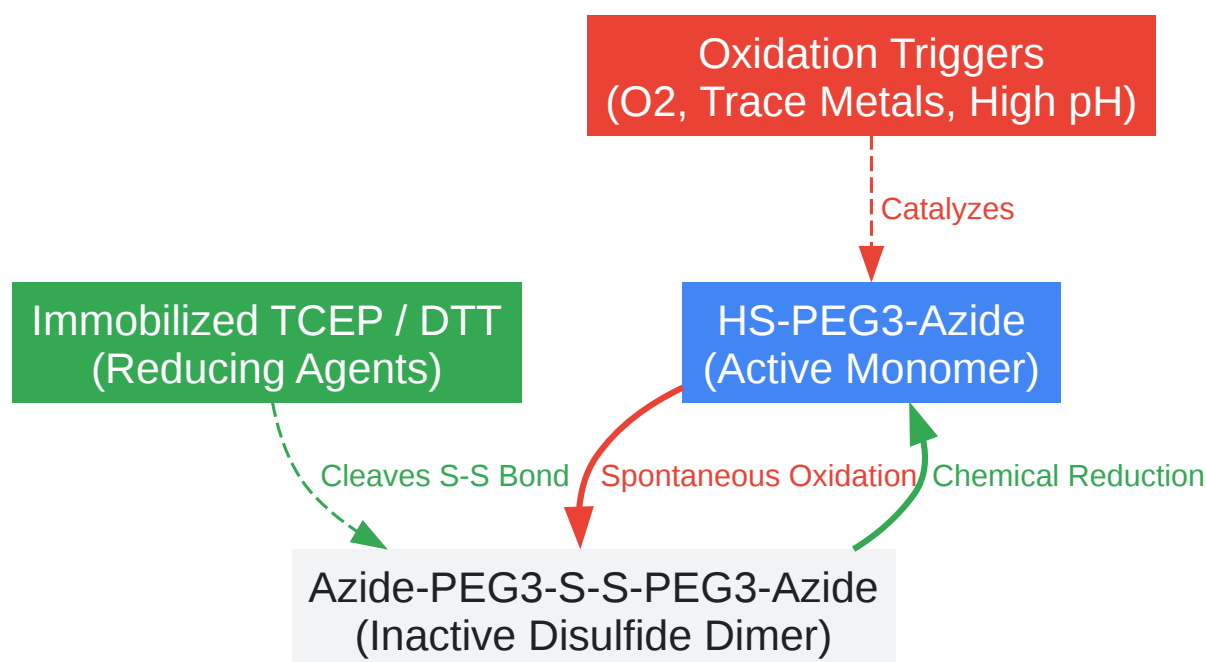 Oxidation Triggers
(O2, Trace Metals, High pH)
Catalyzes
Immobilized TCEP / DTT
(Reducing Agents)
HS-PEG3-Azide
(Active Monomer)
Cleaves S-S Bond
Spontaneous Oxidation
Chemical Reduction
Azide-PEG3-S-S-PEG3-Azide
(Inactive Disulfide Dimer)